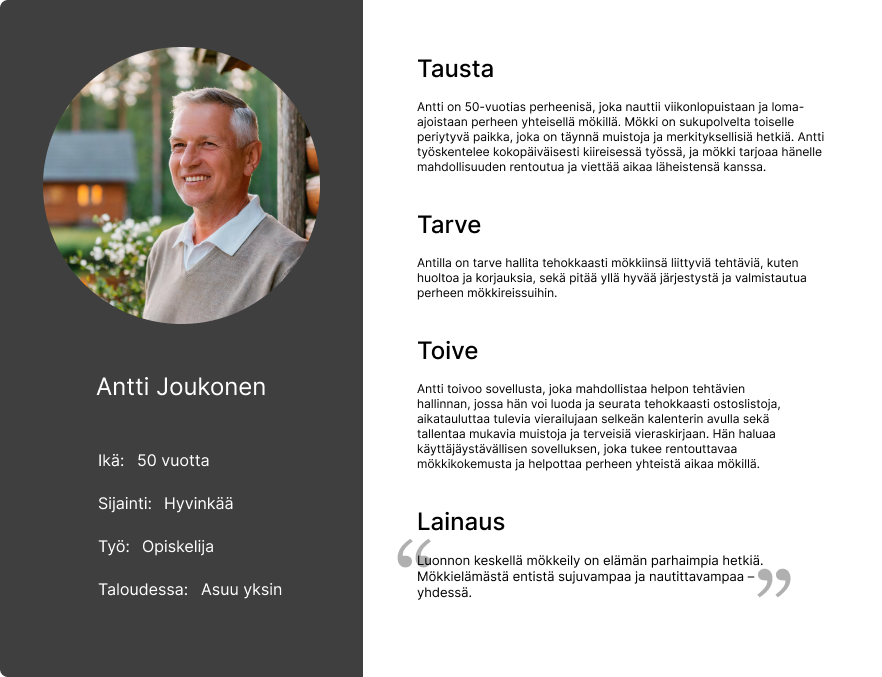 Antti Joukonen
Ikä: 50 vuotta
Sijainti: Hyvinkää
Työ: Opiskelija
Taloudessa: Asuu yksin
Tausta
Antti on 50-vuotias perheenisä, joka nauttii viikonlopuistaan ja loma-
ajoistaan perheen yhteisellä mökillä. Mökki on sukupolvelta toiselle
periytyvä paikka, joka on täynnä muistoja ja merkityksellisiä hetkiä. Antti
työskentelee kokopäiväisesti kiireisessä työssä, ja mökki tarjoaa hänelle
mahdollisuuden rentoutua ja viettää aikaa läheistensä kanssa.
Tarve
Antilla on tarve hallita tehokkaasti mökkiinsä liittyviä tehtäviä, kuten
huoltoa ja korjauksia, sekä pitää yllä hyvää järjestystä ja valmistautua
perheen mökkireissuihin.
Toive
Antti toivoo sovellusta, joka mahdollistaa helpon tehtävien
hallinnan, jossa hän voi luoda ja seurata tehokkaasti ostoslistoja,
aikatauluttaa tulevia vierailujaan selkeän kalenterin avulla sekä
tallentaa mukavia muistoja ja terveisiä vieraskirjaan. Hän haluaa
käyttäjäystävällisen sovelluksen, joka tukee rentouttavaa
mökkikokemusta ja helpottaa perheen yhteistä aikaa mökillä.
Lainaus
“Luonnon keskellä mökkeily on elämän parhaimpia hetkiä.
Mökkielämästä entistä sujuvampaa ja nautittavampaa –
yhdessä.”